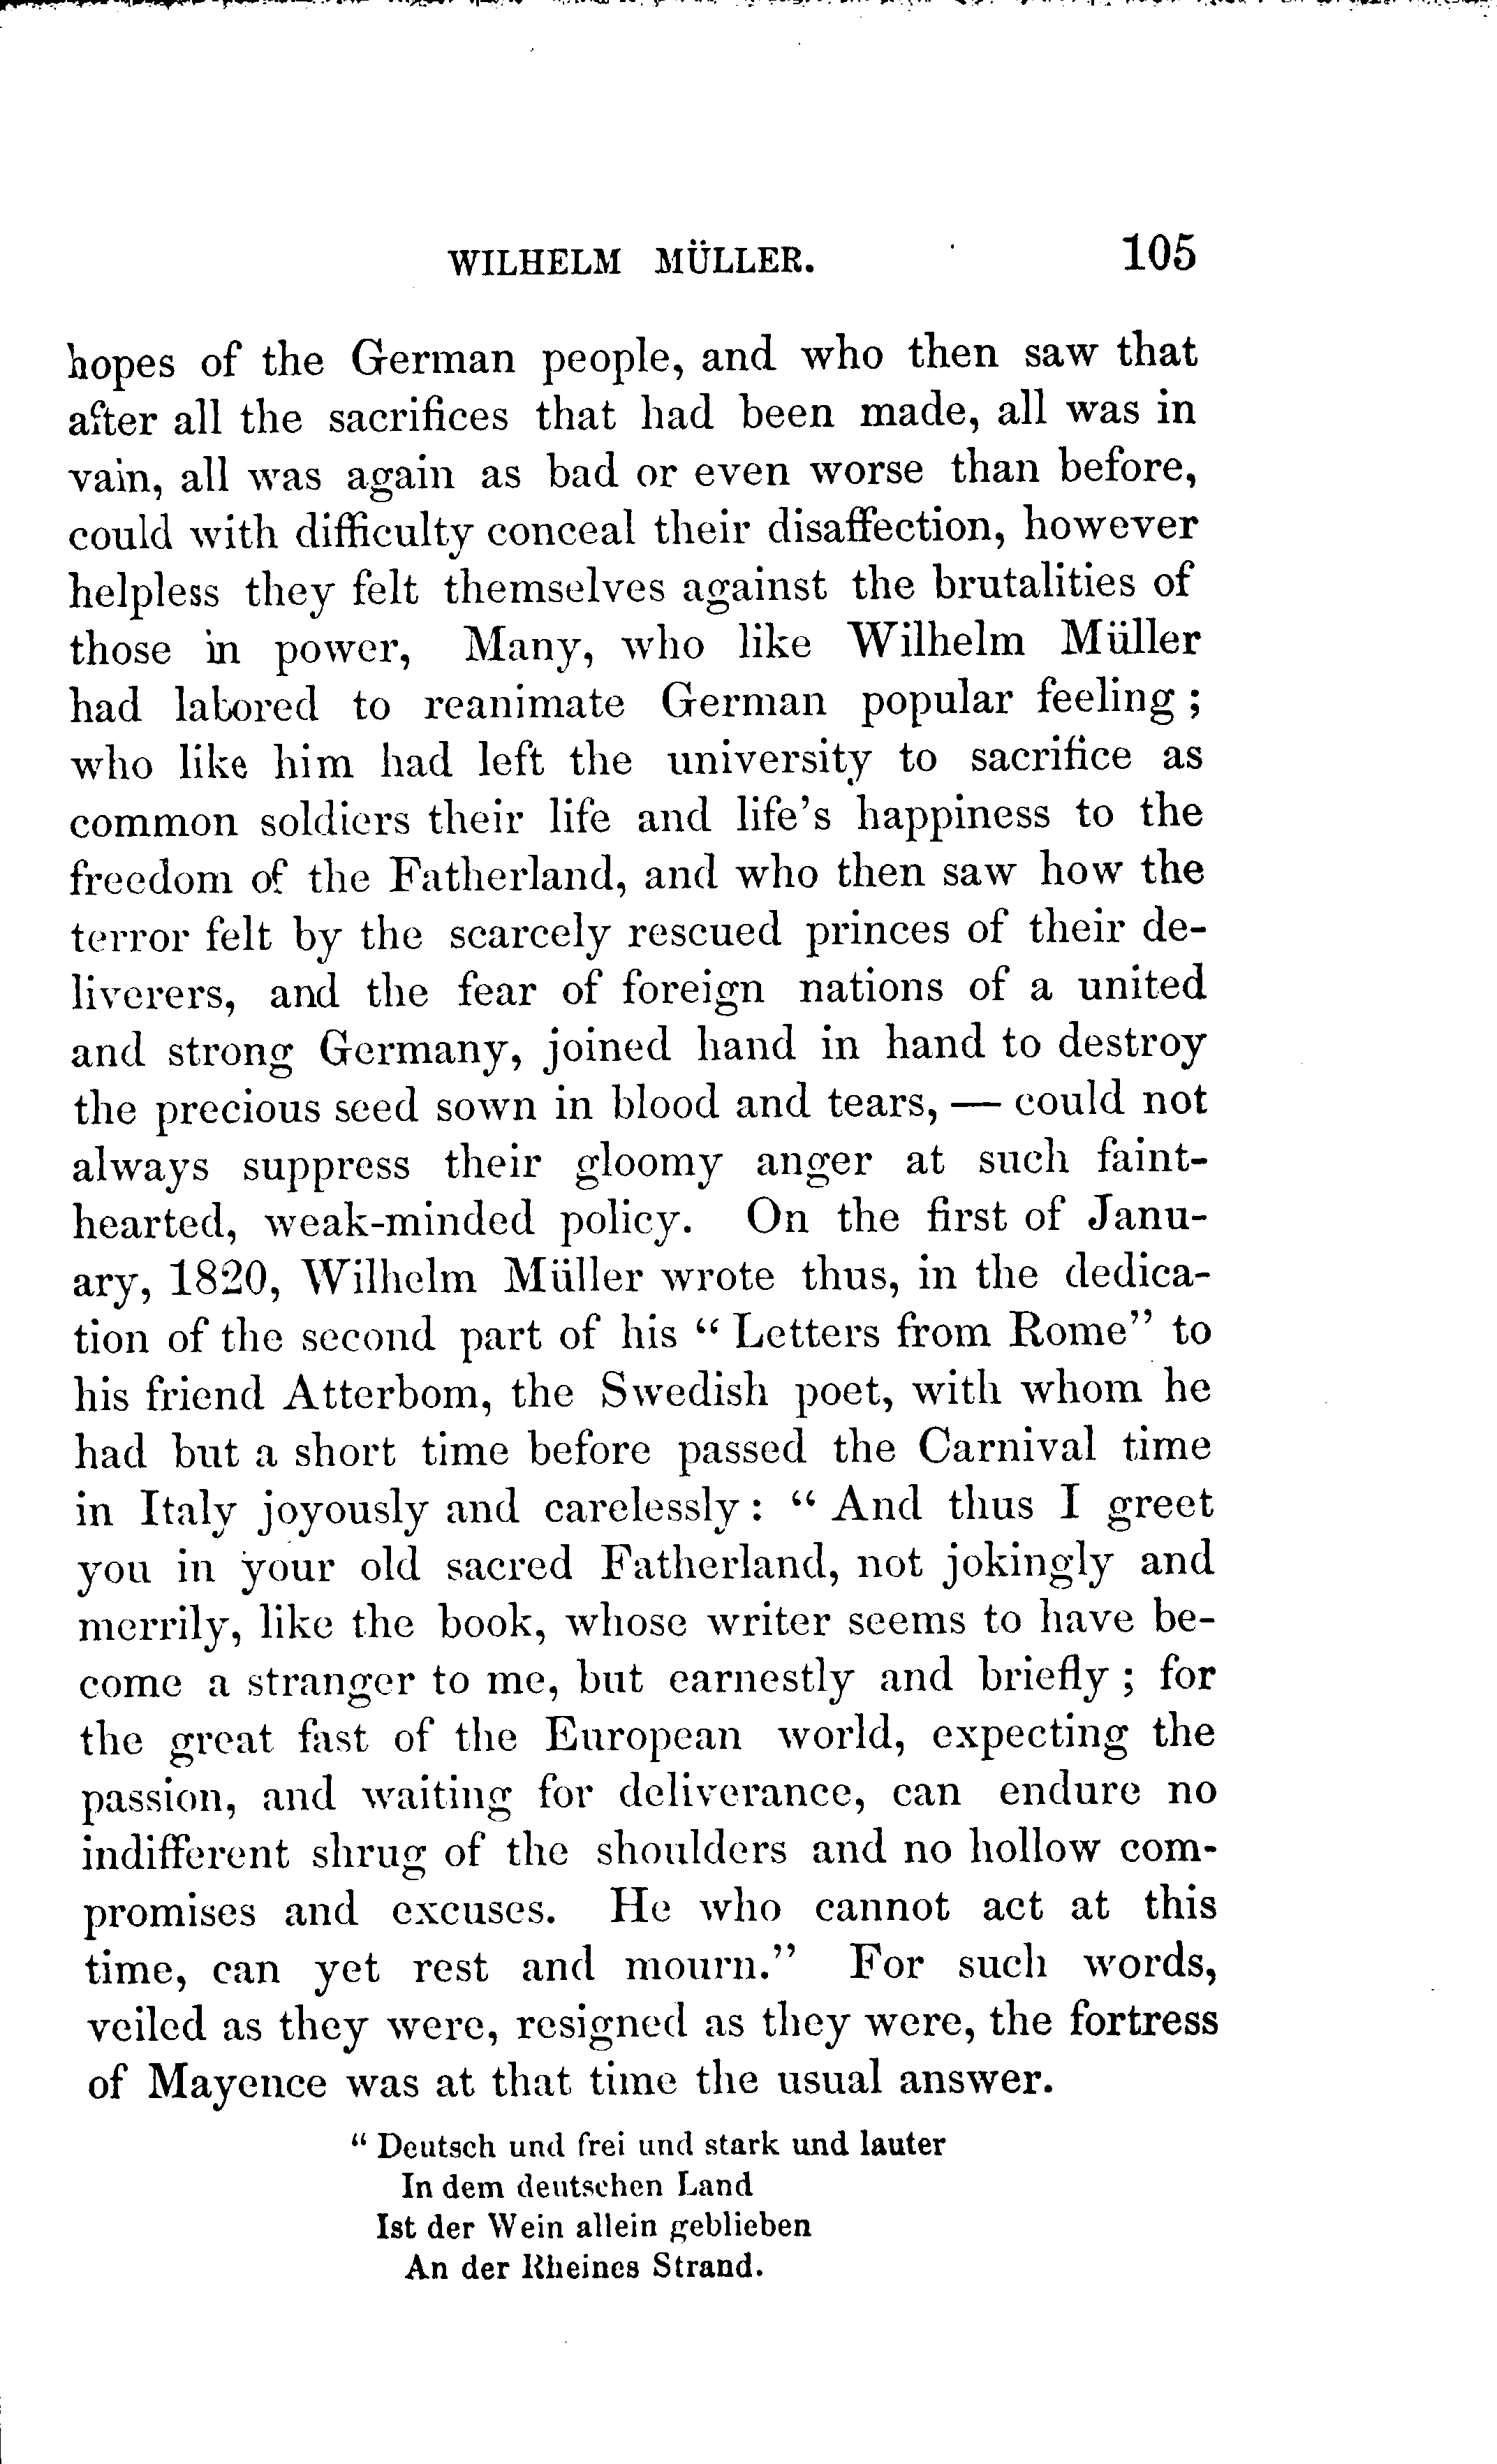 WILHELM MÜLLER. 105
hopes of the German people, and who then saw that
after all the sacrifices that had been made, all was in
vain, all was again as bad or even worse than before,
could with difficulty conceal their disaffection, however
helpless they felt themselves against the brutalities of
those in power, Many, who like Wilhelm Müller
had labored to reanimate German popular feeling ;
who like him had left the university to sacrifice as
common soldiers their life and life's happiness to the
freedom of the Fatherland, and who then saw how the
terror felt by the scarcely rescued princes of their de-
liverers, and the fear of foreign nations of a united
and strong Germany, joined hand in hand to destroy
the precious seed sown in blood and tears, — could not
always suppress their gloomy anger at such faint-
hearted, weak-minded policy. On the first of Janu-
ary, 1820, Wilhelm Müller wrote thus, in the dedica-
tion of the second part of his “ Letters from Rome” to
his friend Atterbom, the Swedish poet, with whom he
had but a short time before passed the Carnival time
in Italy joyously and carelessly : “ And thus I greet
you in your old sacred Fatherland, not jokingly and
merrily, like the book, whose writer seems to have be-
come a stranger to me, but earnestly and briefly ; for
the great fast of the European world, expecting the
passion, and waiting for deliverance, can endure no
indifferent shrug of the shoulders and no hollow com-
promises and excuses. He who cannot act at this
time, can yet rest and mourn.” For such words,
veiled as they were, resigned as they were, the fortress
of Mayence was at that time the usual answer.
“ Deutsch und frei und stark und lauter
In dem deutschen Land
Ist der Wein allein geblieben
An der Rheines Strand.